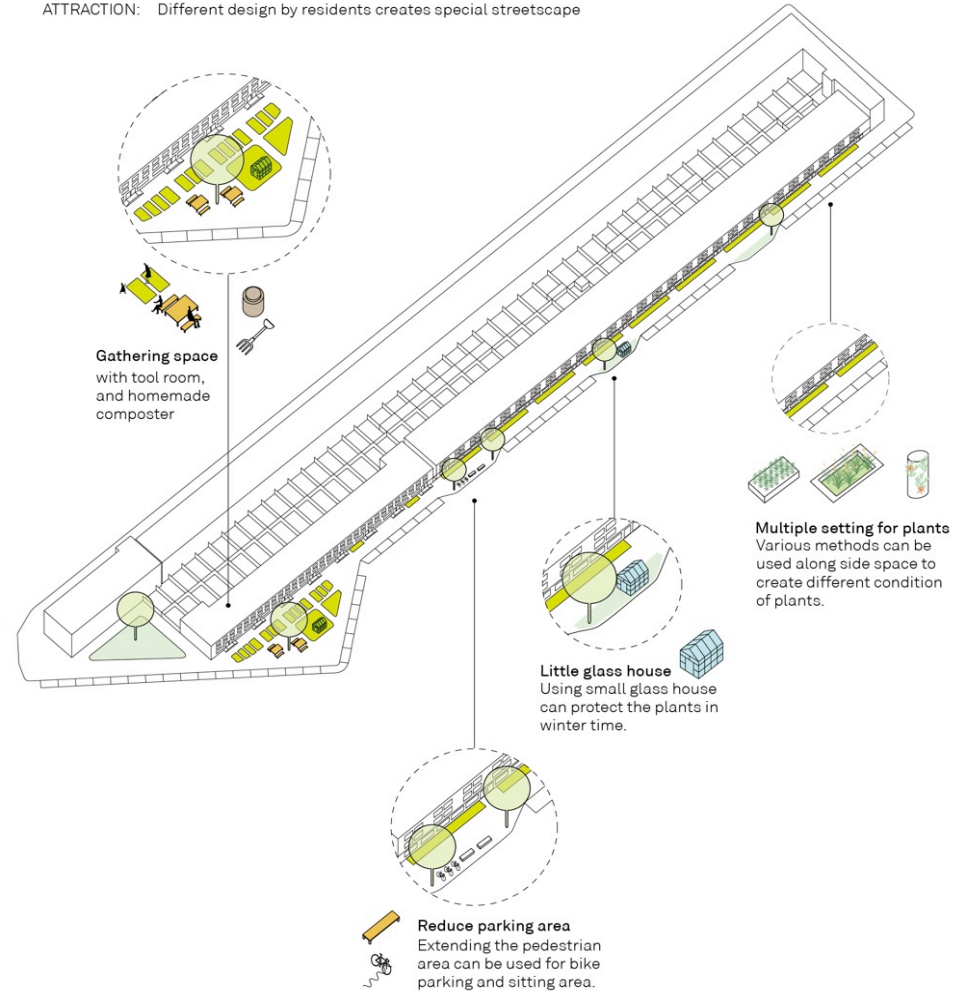 ATTRACTION: Different design by residents creates special streetscape
Gathering space
with tool room,
and homemade
composter
Multiple setting for plants
Various methods can be
used along side space to
create different condition
of plants.
Little glass house
Using small glass house
can protect the plants in
winter time.
Reduce parking area
Extending the pedestrian
area can be used for bike
parking and sitting area.